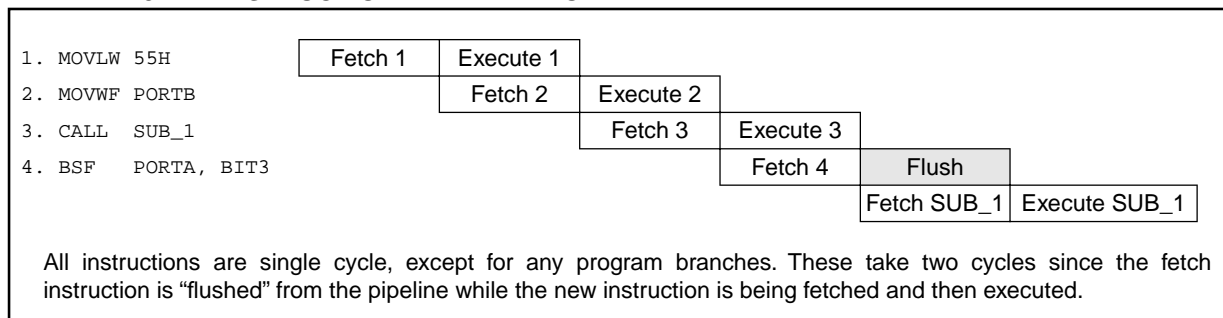 1. MOVLW 55H Fetch 1 Execute 1
2. MOVWF PORTB Fetch 2 Execute 2
3. CALL SUB_1 Fetch 3 Execute 3
4. BSF PORTA, BIT3 Fetch 4 Flush
Fetch SUB_1 Execute SUB_1
All instructions are single cycle, except for any program branches. These take two cycles since the fetch
instruction is “flushed” from the pipeline while the new instruction is being fetched and then executed.